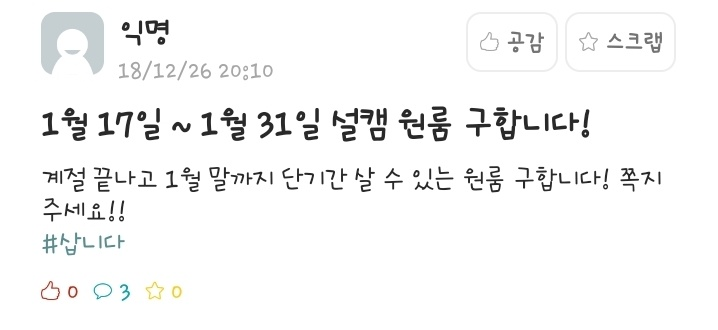 익명
공감
스크랩
18/12/26 20:10
1월 17일 ~ 1월 31일 설캠 원룸 구합니다!
계절 끝나고 1월 말까지 단기간 살 수 있는 원룸 구합니다! 쪽지
주세요!!
#삽니다
0 3 0